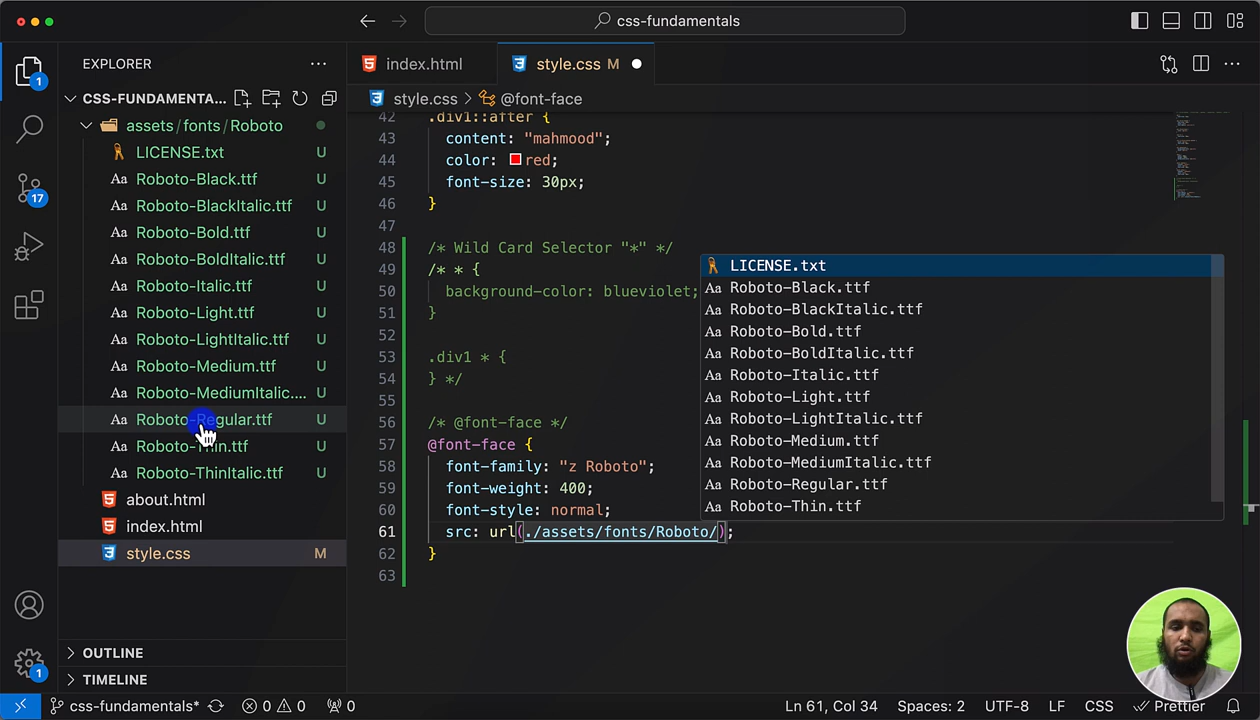 css-fundamentals
EXPLORER
index.html
style.css M
1
CSS-FUNDAMENTA...
style.css > @font-face
assets/fonts/Roboto
LICENSE.txt U
Roboto-Black.ttf U
Roboto-BlackItalic.ttf U
Roboto-Bold.ttf U
Roboto-BoldItalic.ttf U
Roboto-Italic.ttf U
Roboto-Light.ttf U
Roboto-LightItalic.ttf U
Roboto-Medium.ttf U
Roboto-MediumItalic.... U
Roboto-Regular.ttf U
Roboto-Thin.ttf U
Roboto-ThinItalic.ttf U
about.html
index.html
style.css M
17
OUTLINE
TIMELINE
1
42 .div1::after {
43 content: "mahmood";
44 color: red;
45 font-size: 30px;
46 }
47
48 /* Wild Card Selector "*" */
49 /* * {
50 background-color: blueviolet;
51 }
52
53 .div1 * {
54 } */
55
56 /* @font-face */
57 @font-face {
58 font-family: "z Roboto";
59 font-weight: 400;
60 font-style: normal;
61 src: url(./assets/fonts/Roboto/);
62 }
63
LICENSE.txt
Roboto-Black.ttf
Roboto-BlackItalic.ttf
Roboto-Bold.ttf
Roboto-BoldItalic.ttf
Roboto-Italic.ttf
Roboto-Light.ttf
Roboto-LightItalic.ttf
Roboto-Medium.ttf
Roboto-MediumItalic.ttf
Roboto-Regular.ttf
Roboto-Thin.ttf
css-fundamentals* 0 0 0 Ln 61, Col 34 Spaces: 2 UTF-8 LF CSS Prettier